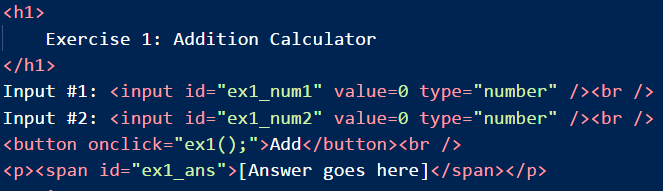 <h1>
Exercise 1: Addition Calculator
</h1>
Input #1: <input id="ex1_num1" value=0 type="number" /><br />
Input #2: <input id="ex1_num2" value=0 type="number" /><br />
<button onclick="ex1();">Add</button><br />
<p><span id="ex1_ans">[Answer goes here]</span></p>